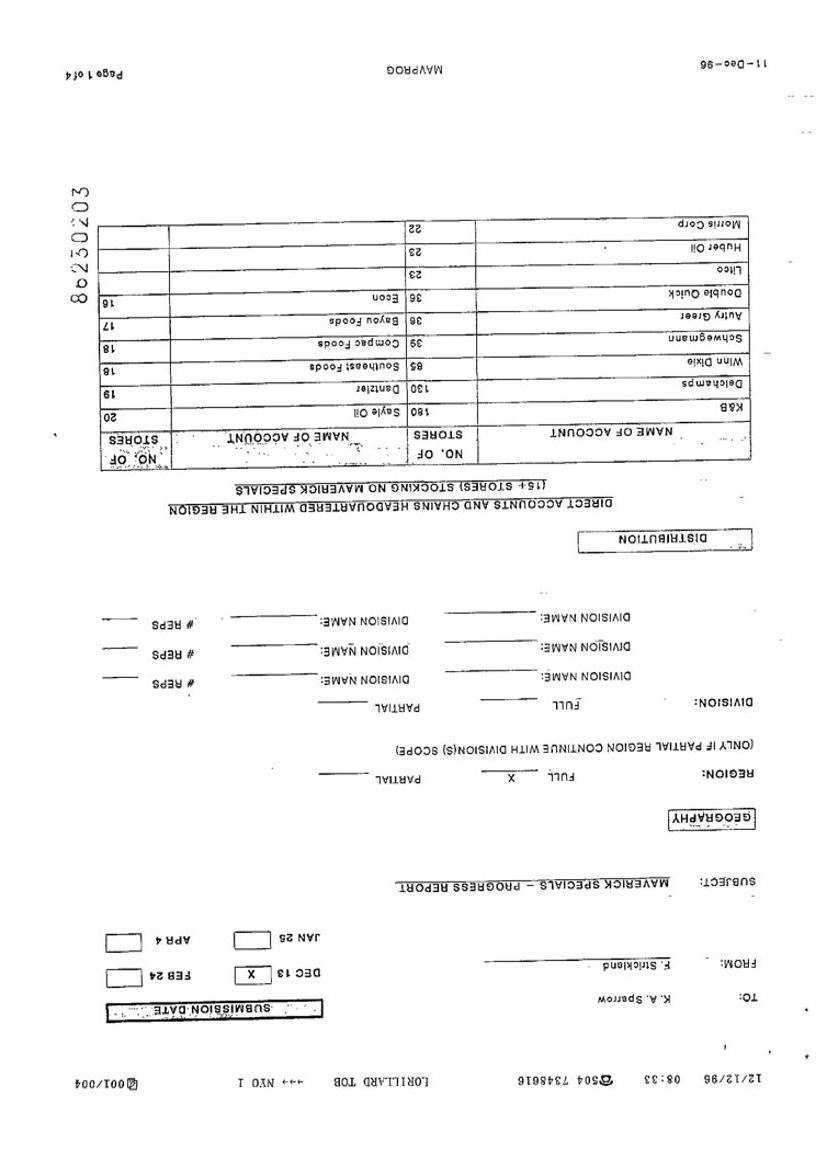 12/12/96 08:33 ☎504 7348616 LORILLARD TOB →→→ NYO 1 001/004
SUBMISSION DATE
TO: K. A. Sparrow
DEC 13 X FEB 24
FROM: F. Strickland
JAN 25 APR 4
SUBJECT: MAVERICK SPECIALS - PROGRESS REPORT
GEOGRAPHY
REGION: FULL X PARTIAL
(ONLY IF PARTIAL REGION CONTINUE WITH DIVISION(S) SCOPE)
DIVISION: FULL PARTIAL
DIVISION NAME: DIVISION NAME: # REPS
DIVISION NAME: DIVISION NAME: # REPS
DIVISION NAME: DIVISION NAME: # REPS
DISTRIBUTION
DIRECT ACCOUNTS AND CHAINS HEADQUARTERED WITHIN THE REGION
(15+ STORES) STOCKING NO MAVERICK SPECIALS
NAME OF ACCOUNT NO. OF STORES NAME OF ACCOUNT NO. OF STORES
K&B 180 Sayle Oil 20
Delchamps 130 Dantzler 19
Winn Dixie 85 Southeast Foods 18
Schwegmann 39 Compac Foods 18
Autry Greer 36 Bayou Foods 17
Double Quick 36 Econ 16
Litco 23
Huber Oil 23
Morris Corp 22
86230203
11-Dec-96 MAVPROG Page 1 of 4